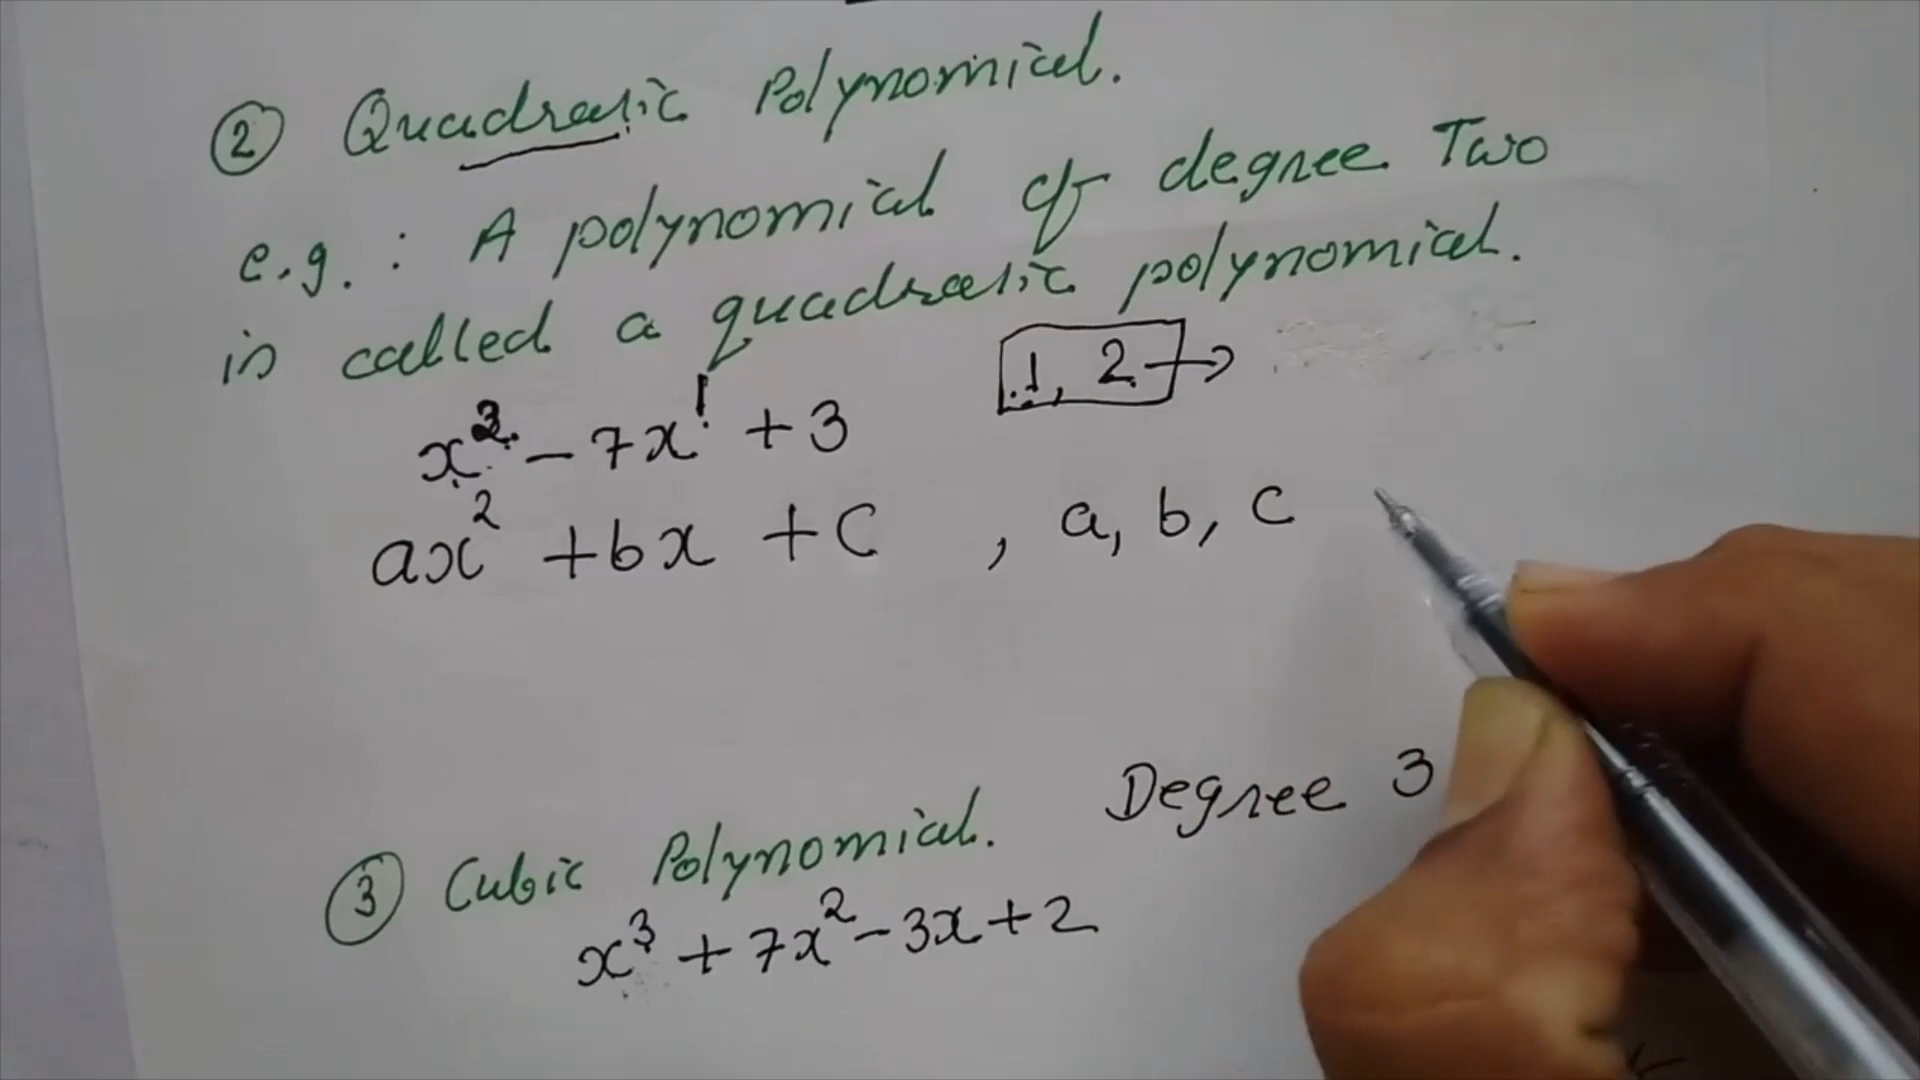 ② Quadratic Polynomial.
e.g. : A polynomial of degree Two
is called a quadratic polynomial.
1, 2 →
x² - 7x¹ + 3
ax² + bx + c , a, b, c
③ Cubic Polynomial. Degree 3
x³ + 7x² - 3x + 2